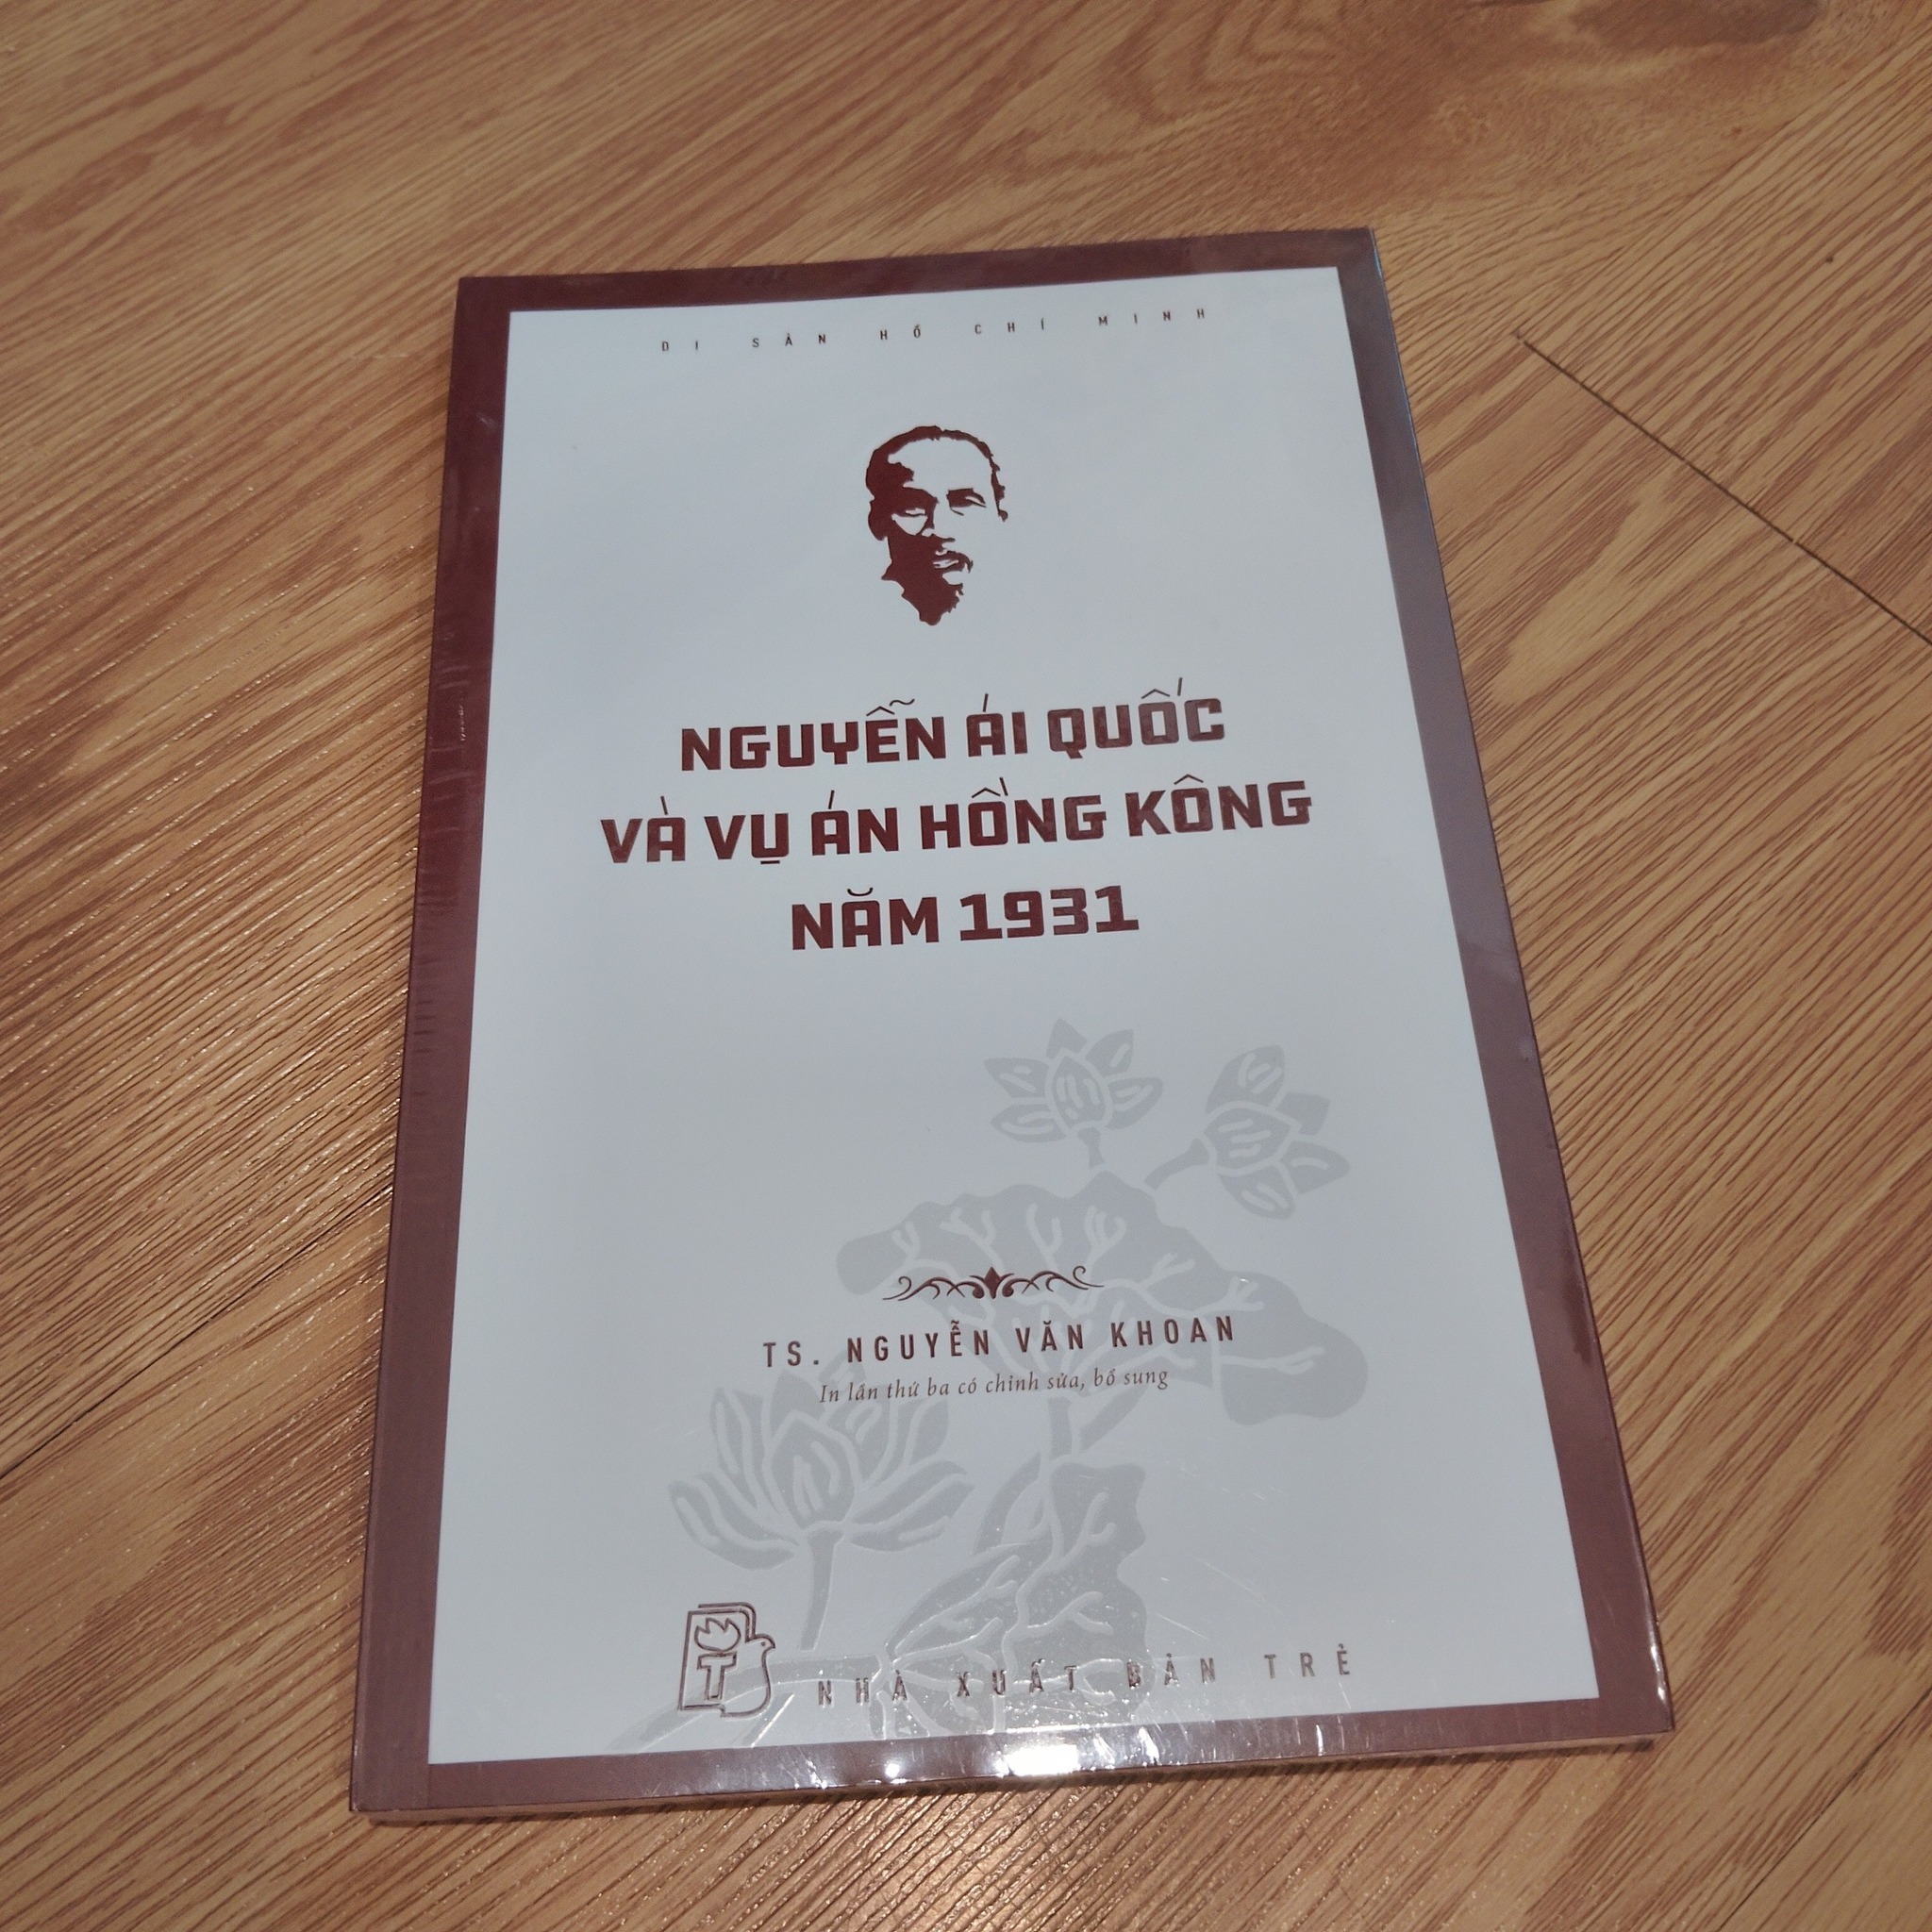 DI SẢN HỒ CHÍ MINH
NGUYỄN ÁI QUỐC
VÀ VỤ ÁN HỒNG KÔNG
NĂM 1931
TS. NGUYỄN VĂN KHOAN
In lần thứ ba có chỉnh sửa, bổ sung
NHÀ XUẤT BẢN TRẺ